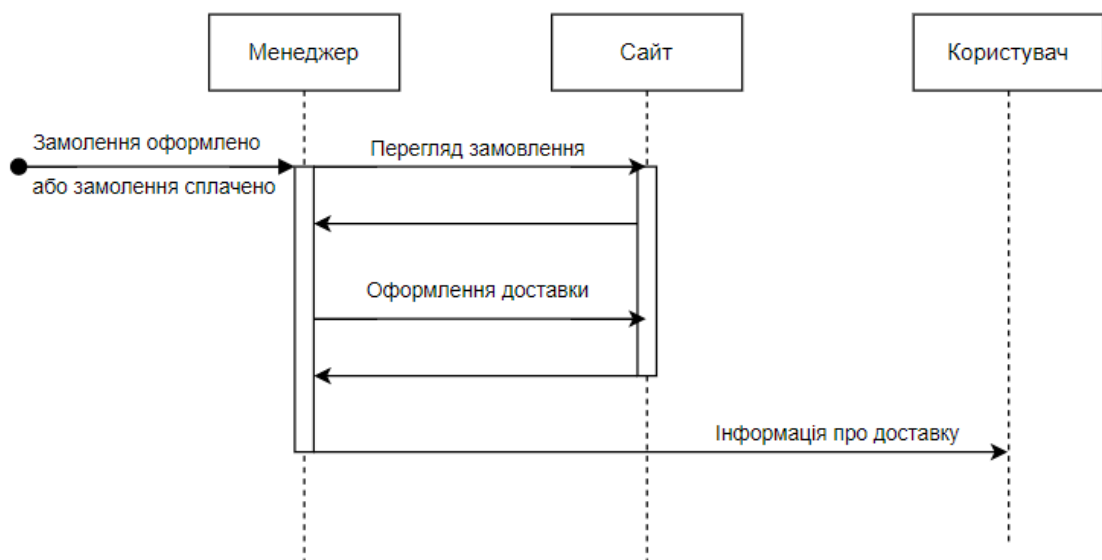 Менеджер
Сайт
Користувач
Замолення оформлено
або замолення сплачено
Перегляд замовлення
Оформлення доставки
Інформація про доставку